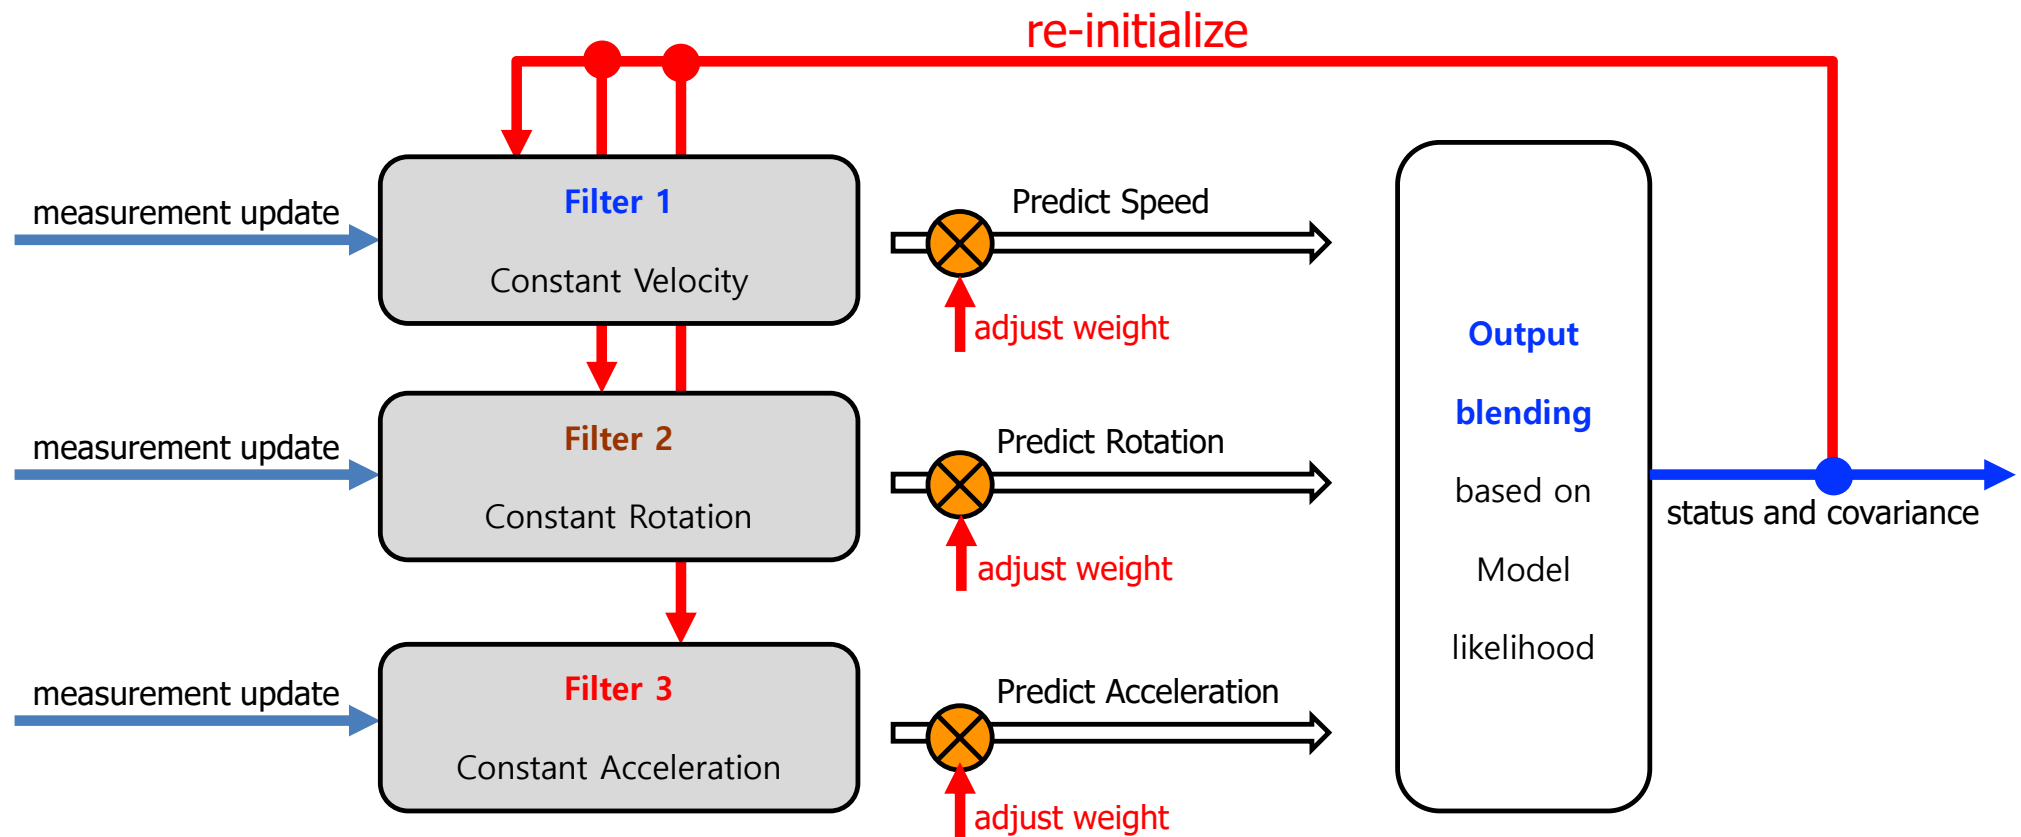 re-initialize
measurement update
Filter 1
Constant Velocity
Predict Speed
adjust weight
measurement update
Filter 2
Constant Rotation
Predict Rotation
adjust weight
measurement update
Filter 3
Constant Acceleration
Predict Acceleration
adjust weight
Output
blending
based on
Model
likelihood
status and covariance